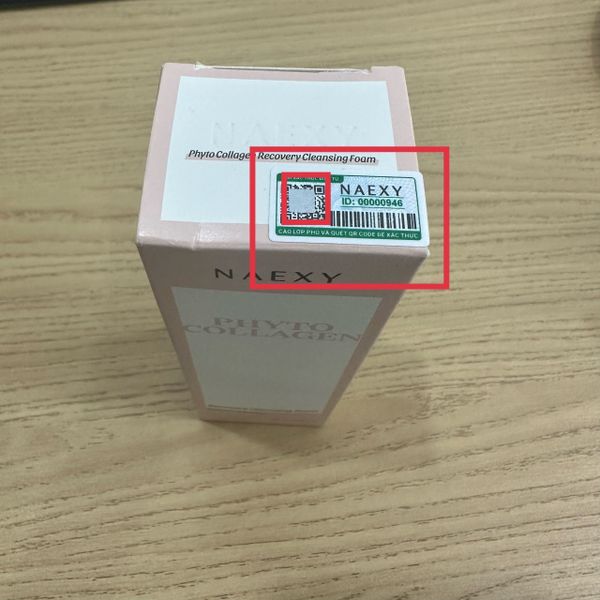 NAEXY
Phyto Collagen Recovery Cleansing Foam
NAEXY
ID: 00000946
CÀO LỚP PHỦ VÀ QUÉT QR CODE ĐỂ XÁC THỰC
NAEXY
PHYTO
COLLAGEN